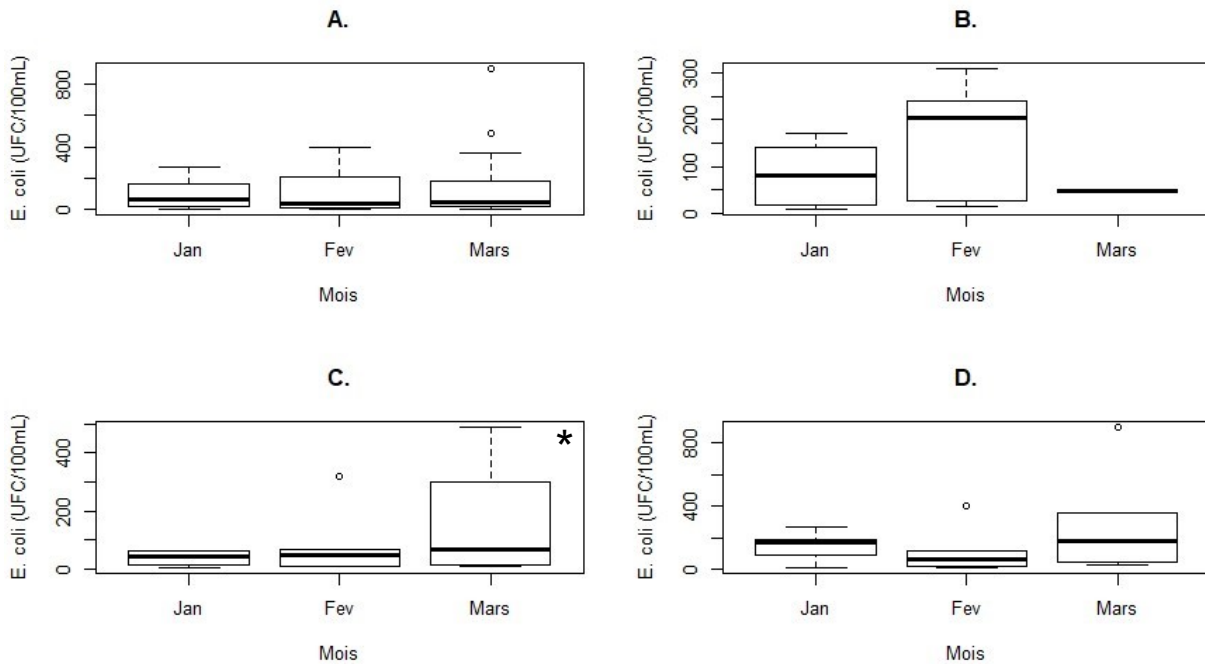 A.
E. coli (UFC/100mL)
800
400
0
Jan Fev Mars
Mois
B.
E. coli (UFC/100mL)
300
200
100
0
Jan Fev Mars
Mois
C.
E. coli (UFC/100mL)
400
200
0
*
Jan Fev Mars
Mois
D.
E. coli (UFC/100mL)
800
400
0
Jan Fev Mars
Mois